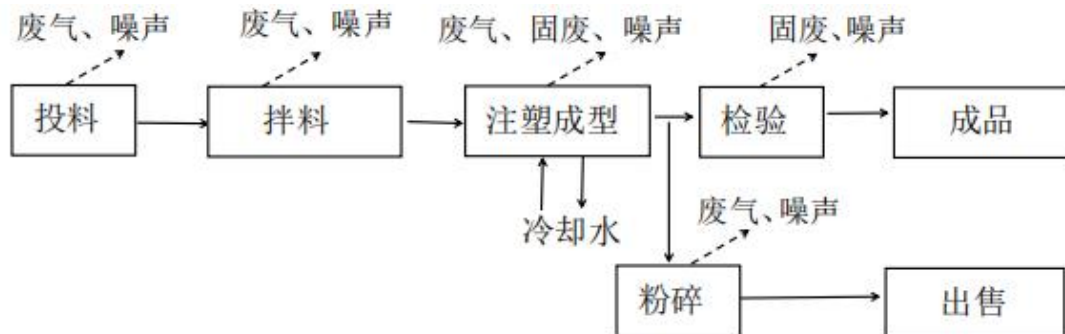 废气、噪声
废气、噪声
废气、固废、噪声
固废、噪声
投料
拌料
注塑成型
检验
成品
冷却水
废气、噪声
粉碎
出售